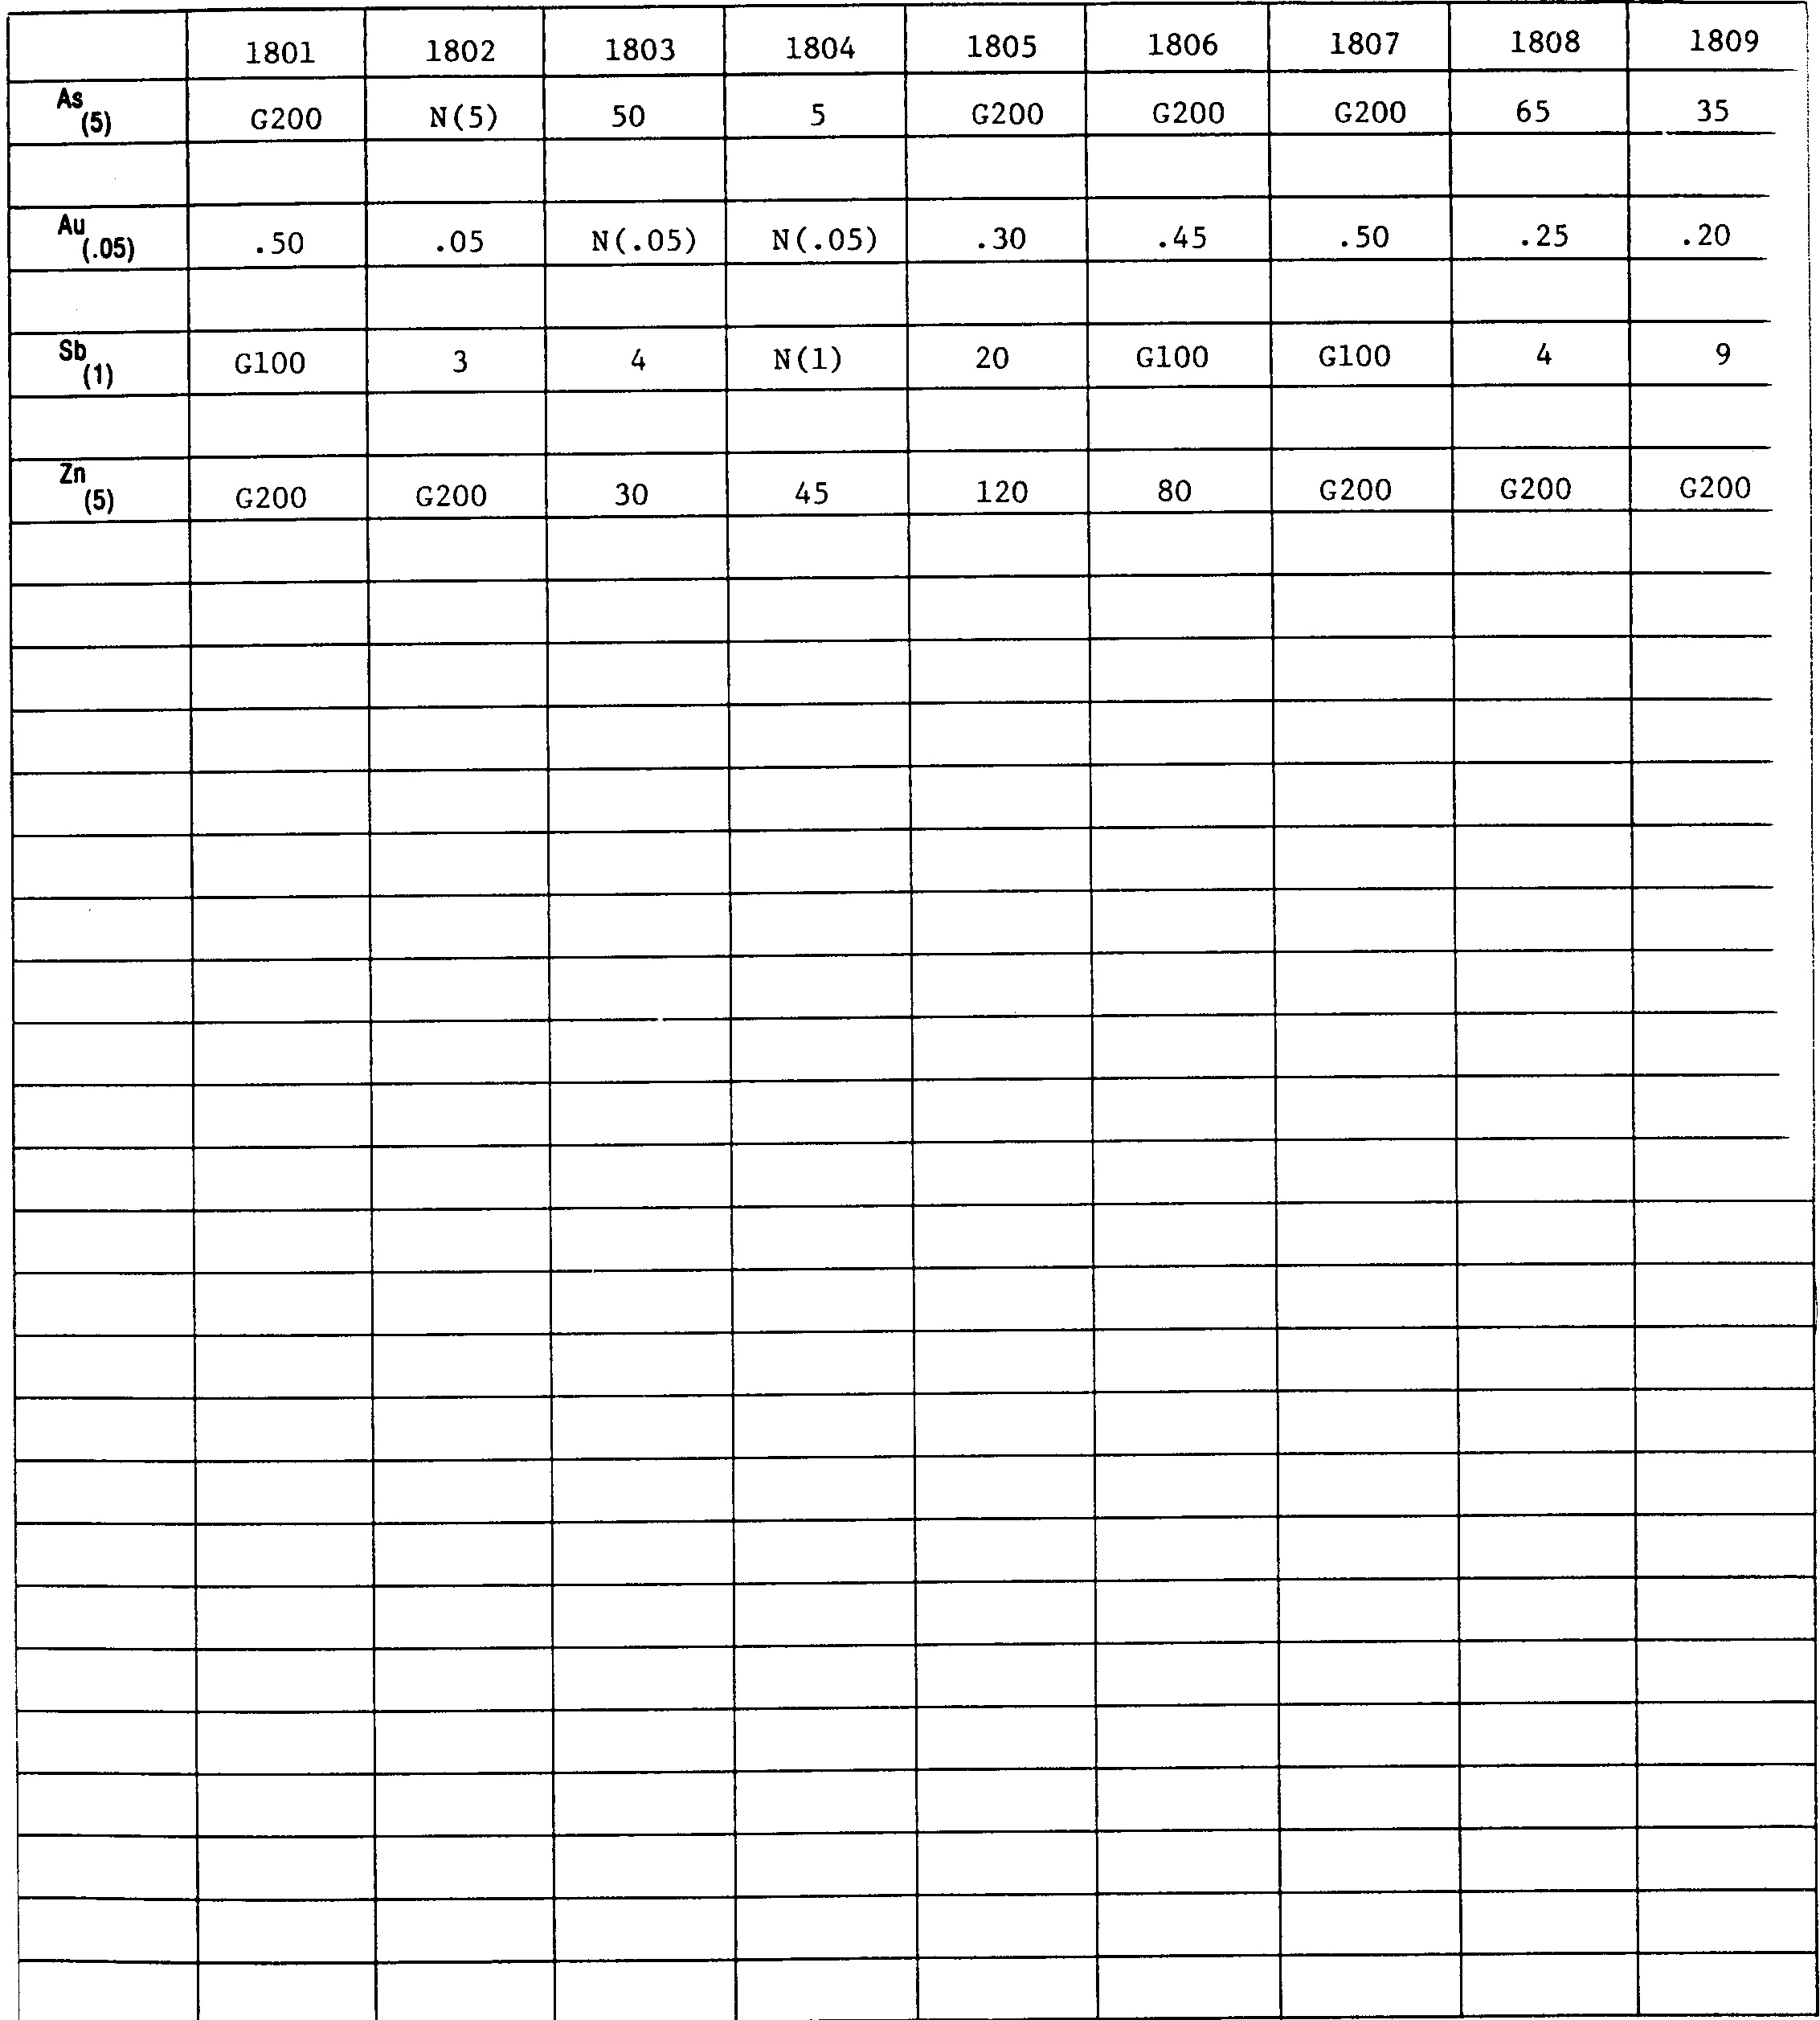 1801 1802 1803 1804 1805 1806 1807 1808 1809
As (5) G200 N(5) 50 5 G200 G200 G200 65 35
Au (.05) .50 .05 N(.05) N(.05) .30 .45 .50 .25 .20
Sb (1) G100 3 4 N(1) 20 G100 G100 4 9
Zn (5) G200 G200 30 45 120 80 G200 G200 G200